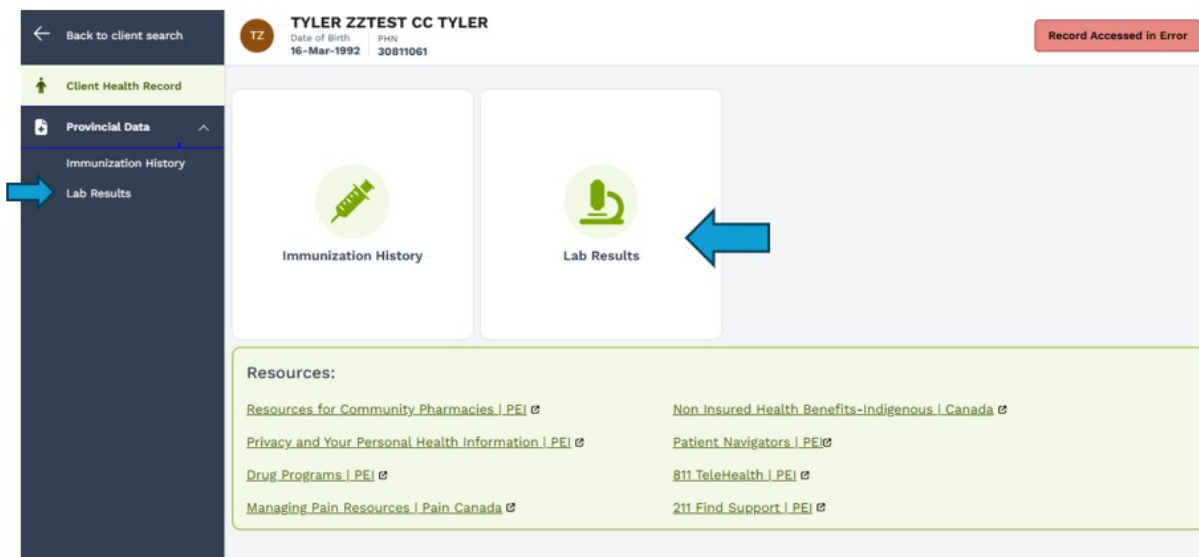 Back to client search
TZ
TYLER ZZTEST CC TYLER
Date of Birth PHN
16-Mar-1992 30811061
Record Accessed in Error
Client Health Record
Provincial Data
Immunization History
Lab Results
Immunization History
Lab Results
Resources:
Resources for Community Pharmacies | PEI
Non Insured Health Benefits-Indigenous | Canada
Privacy and Your Personal Health Information | PEI
Patient Navigators | PEI
Drug Programs | PEI
811 TeleHealth | PEI
Managing Pain Resources | Pain Canada
211 Find Support | PEI